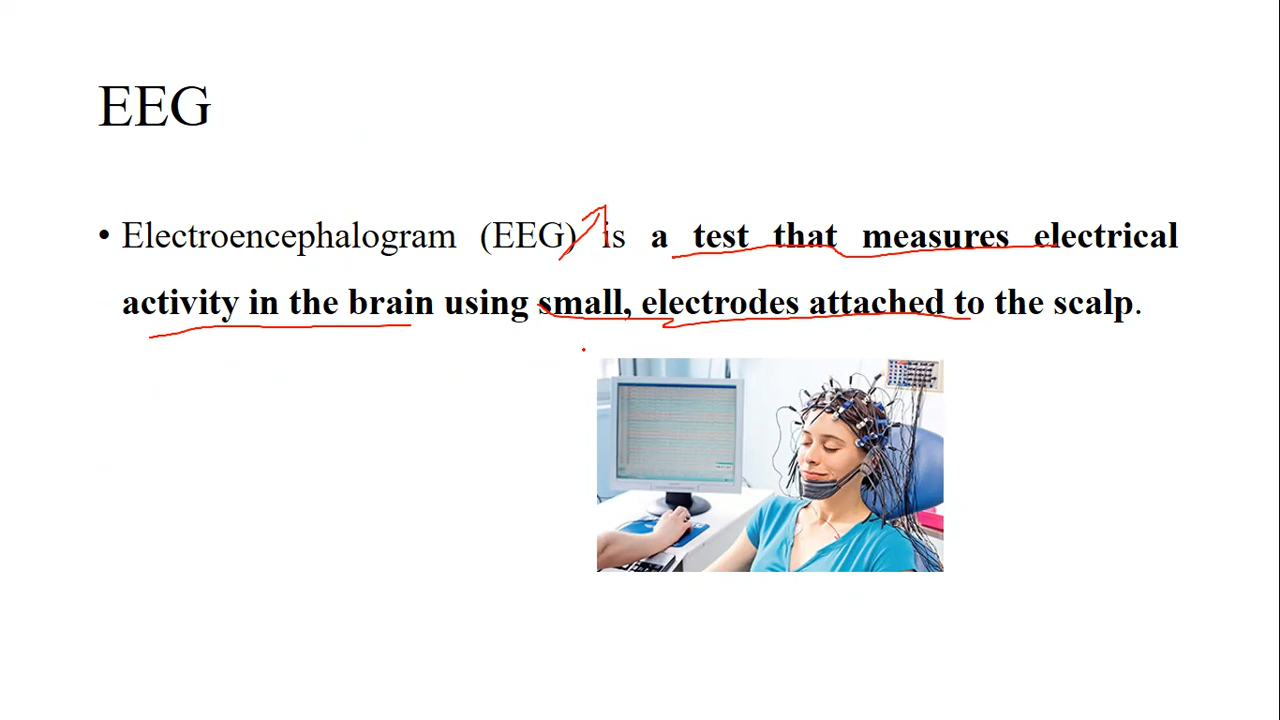 EEG
• Electroencephalogram (EEG) is a test that measures electrical
activity in the brain using small, electrodes attached to the scalp.